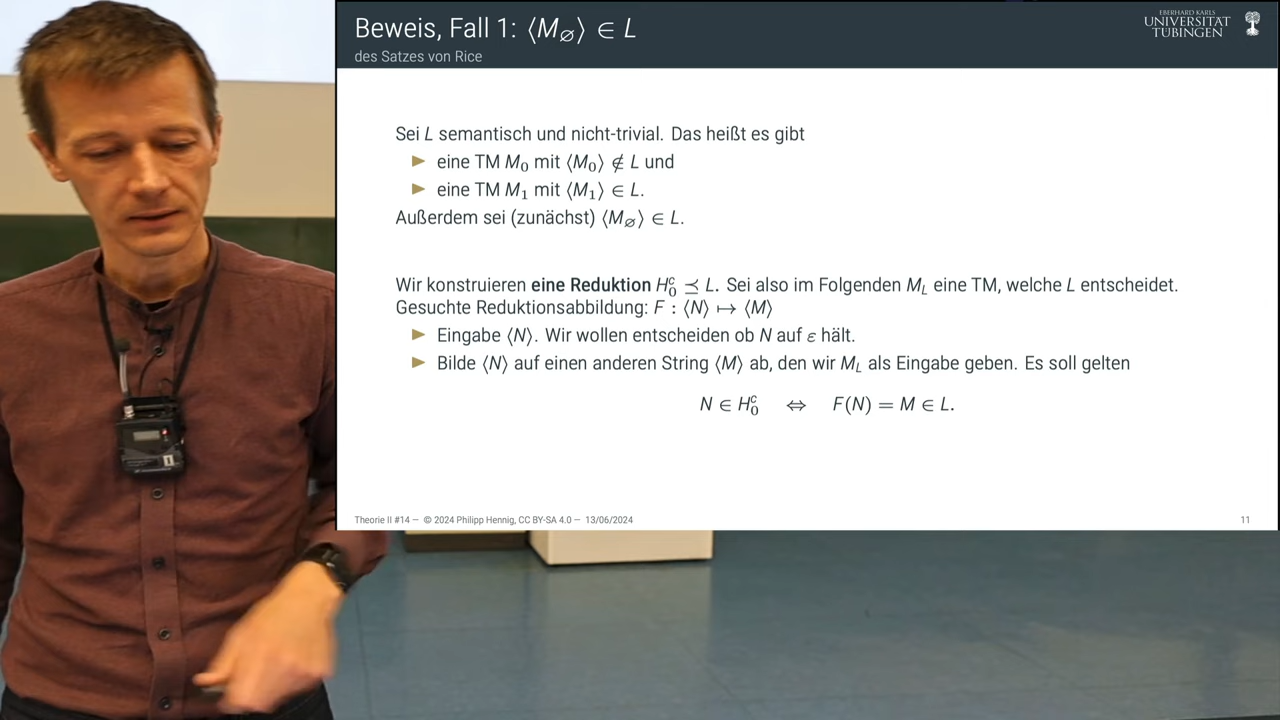 Beweis, Fall 1: ⟨M∅⟩ ∈ L
des Satzes von Rice
EBERHARD KARLS
UNIVERSITÄT
TÜBINGEN
Sei L semantisch und nicht-trivial. Das heißt es gibt
eine TM M₀ mit ⟨M₀⟩ ∉ L und
eine TM M₁ mit ⟨M₁⟩ ∈ L.
Außerdem sei (zunächst) ⟨M∅⟩ ∈ L.
Wir konstruieren eine Reduktion H₀ᶜ ⪯ L. Sei also im Folgenden M_L eine TM, welche L entscheidet.
Gesuchte Reduktionsabbildung: F : ⟨N⟩ ↦ ⟨M⟩
Eingabe ⟨N⟩. Wir wollen entscheiden ob N auf ε hält.
Bilde ⟨N⟩ auf einen anderen String ⟨M⟩ ab, den wir M_L als Eingabe geben. Es soll gelten
N ∈ H₀ᶜ ⇔ F(N) = M ∈ L.
Theorie II #14 — © 2024 Philipp Hennig, CC BY-SA 4.0 — 13/06/2024
11